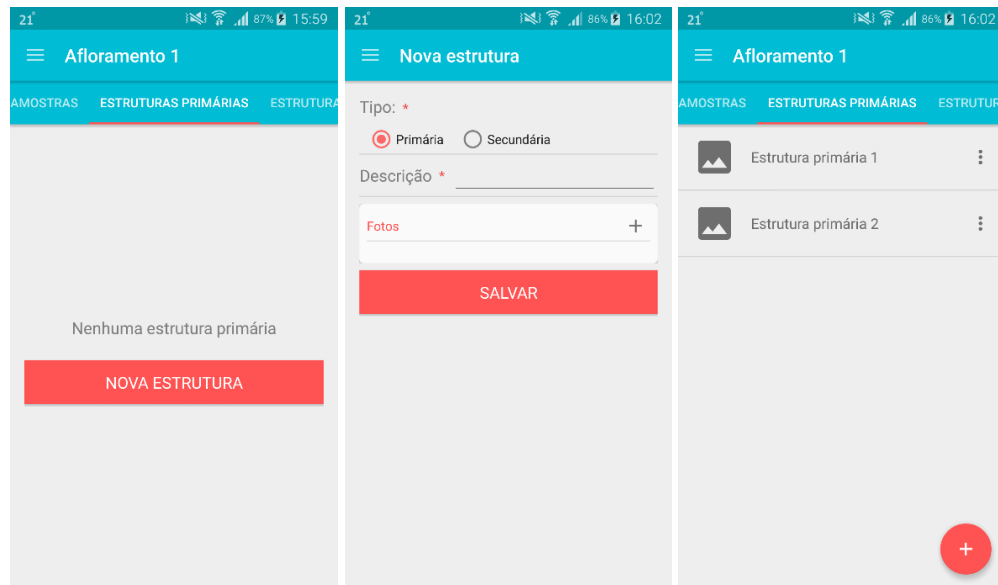 21° 87% 15:59
Afloramento 1
AMOSTRAS ESTRUTURAS PRIMÁRIAS ESTRUTURA
Nenhuma estrutura primária
NOVA ESTRUTURA
21° 86% 16:02
Nova estrutura
Tipo: *
Primária Secundária
Descrição *
Fotos +
SALVAR
21° 86% 16:02
Afloramento 1
AMOSTRAS ESTRUTURAS PRIMÁRIAS ESTRUTUR
Estrutura primária 1
Estrutura primária 2
+